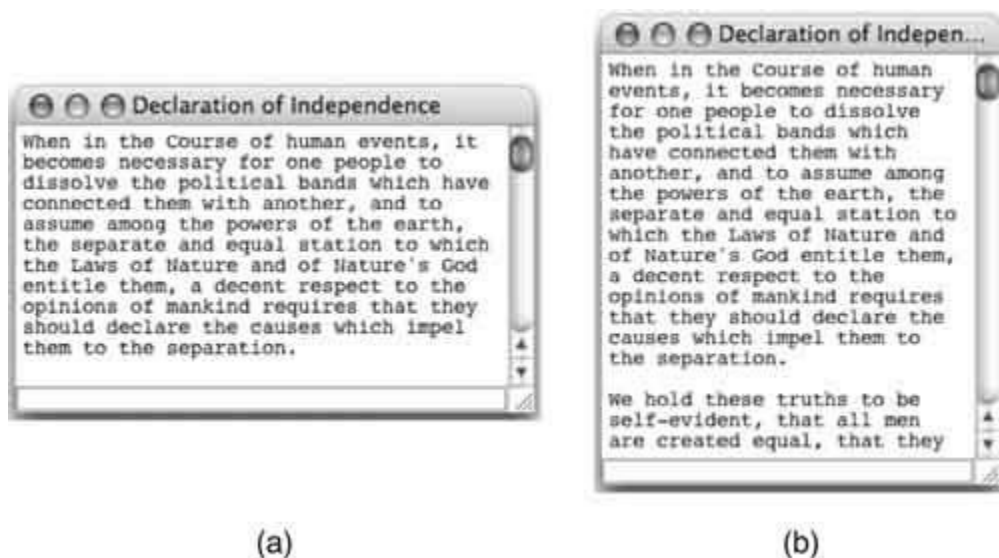 Declaration of Independence
When in the Course of human events, it
becomes necessary for one people to
dissolve the political bands which have
connected them with another, and to
assume among the powers of the earth,
the separate and equal station to which
the Laws of Nature and of Nature's God
entitle them, a decent respect to the
opinions of mankind requires that they
should declare the causes which impel
them to the separation.
(a)
Declaration of Indepen...
When in the Course of human
events, it becomes necessary
for one people to dissolve
the political bands which
have connected them with
another, and to assume among
the powers of the earth, the
separate and equal station to
which the Laws of Nature and
of Nature's God entitle them,
a decent respect to the
opinions of mankind requires
that they should declare the
causes which impel them to
the separation.
We hold these truths to be
self-evident, that all men
are created equal, that they
(b)